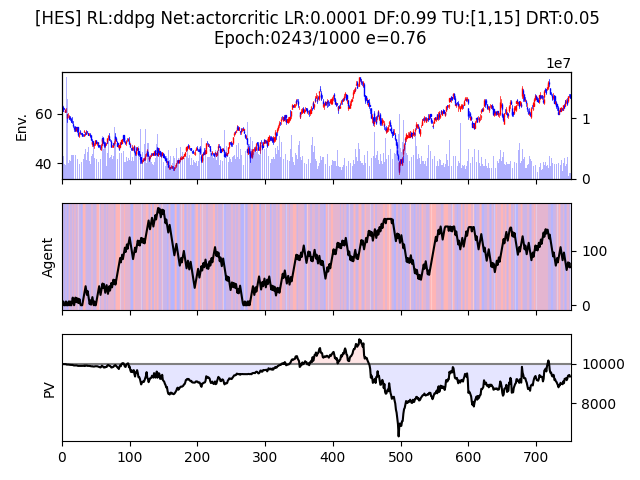 [HES] RL:ddpg Net:actorcritic LR:0.0001 DF:0.99 TU:[1,15] DRT:0.05
Epoch:0243/1000 e=0.76
1e7
Env.
60
40
1
0
Agent
100
0
PV
10000
8000
0 100 200 300 400 500 600 700